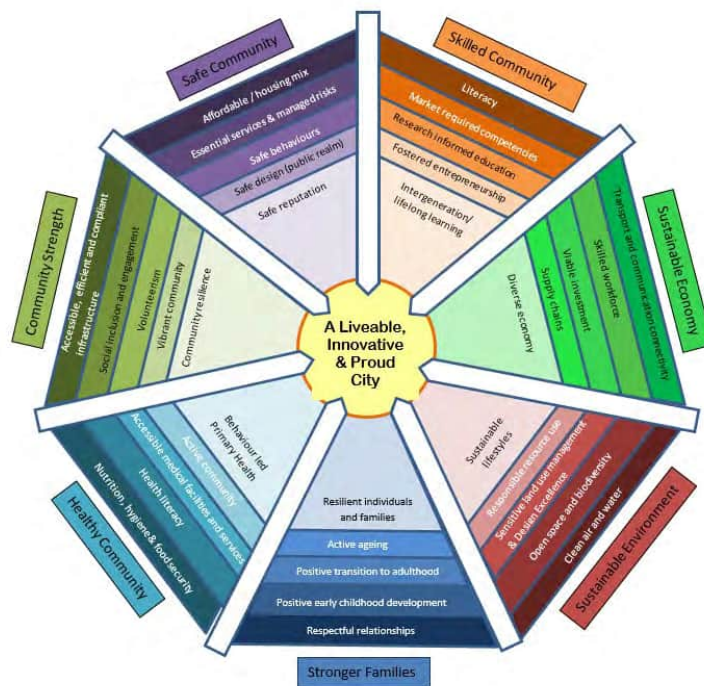 Safe Community
Affordable / housing mix
Essential services & managed risks
Safe behaviours
Safe design (public realm)
Safe reputation
Skilled Community
Literacy
Market required competencies
Research informed education
Fostered entrepreneurship
Intergeneration/
lifelong learning
Sustainable Economy
Transport and communication connectivity
Skilled workforce
Viable investment
Supply chains
Diverse economy
Community Strength
Accessible, efficient and compliant
infrastructure
Social inclusion and engagement
Volunteerism
Vibrant community
Community resilience
A Liveable,
Innovative
& Proud
City
Healthy Community
Nutrition, hygiene & food security
Health literacy
Accessible medical facilities and services
Active community
Behaviour led
Primary Health
Resilient individuals
and families
Active ageing
Positive transition to adulthood
Positive early childhood development
Respectful relationships
Stronger Families
Sustainable
lifestyles
Responsible resource use
Sensitive land use management
& Design Excellence
Open space and biodiversity
Clean air and water
Sustainable Environment